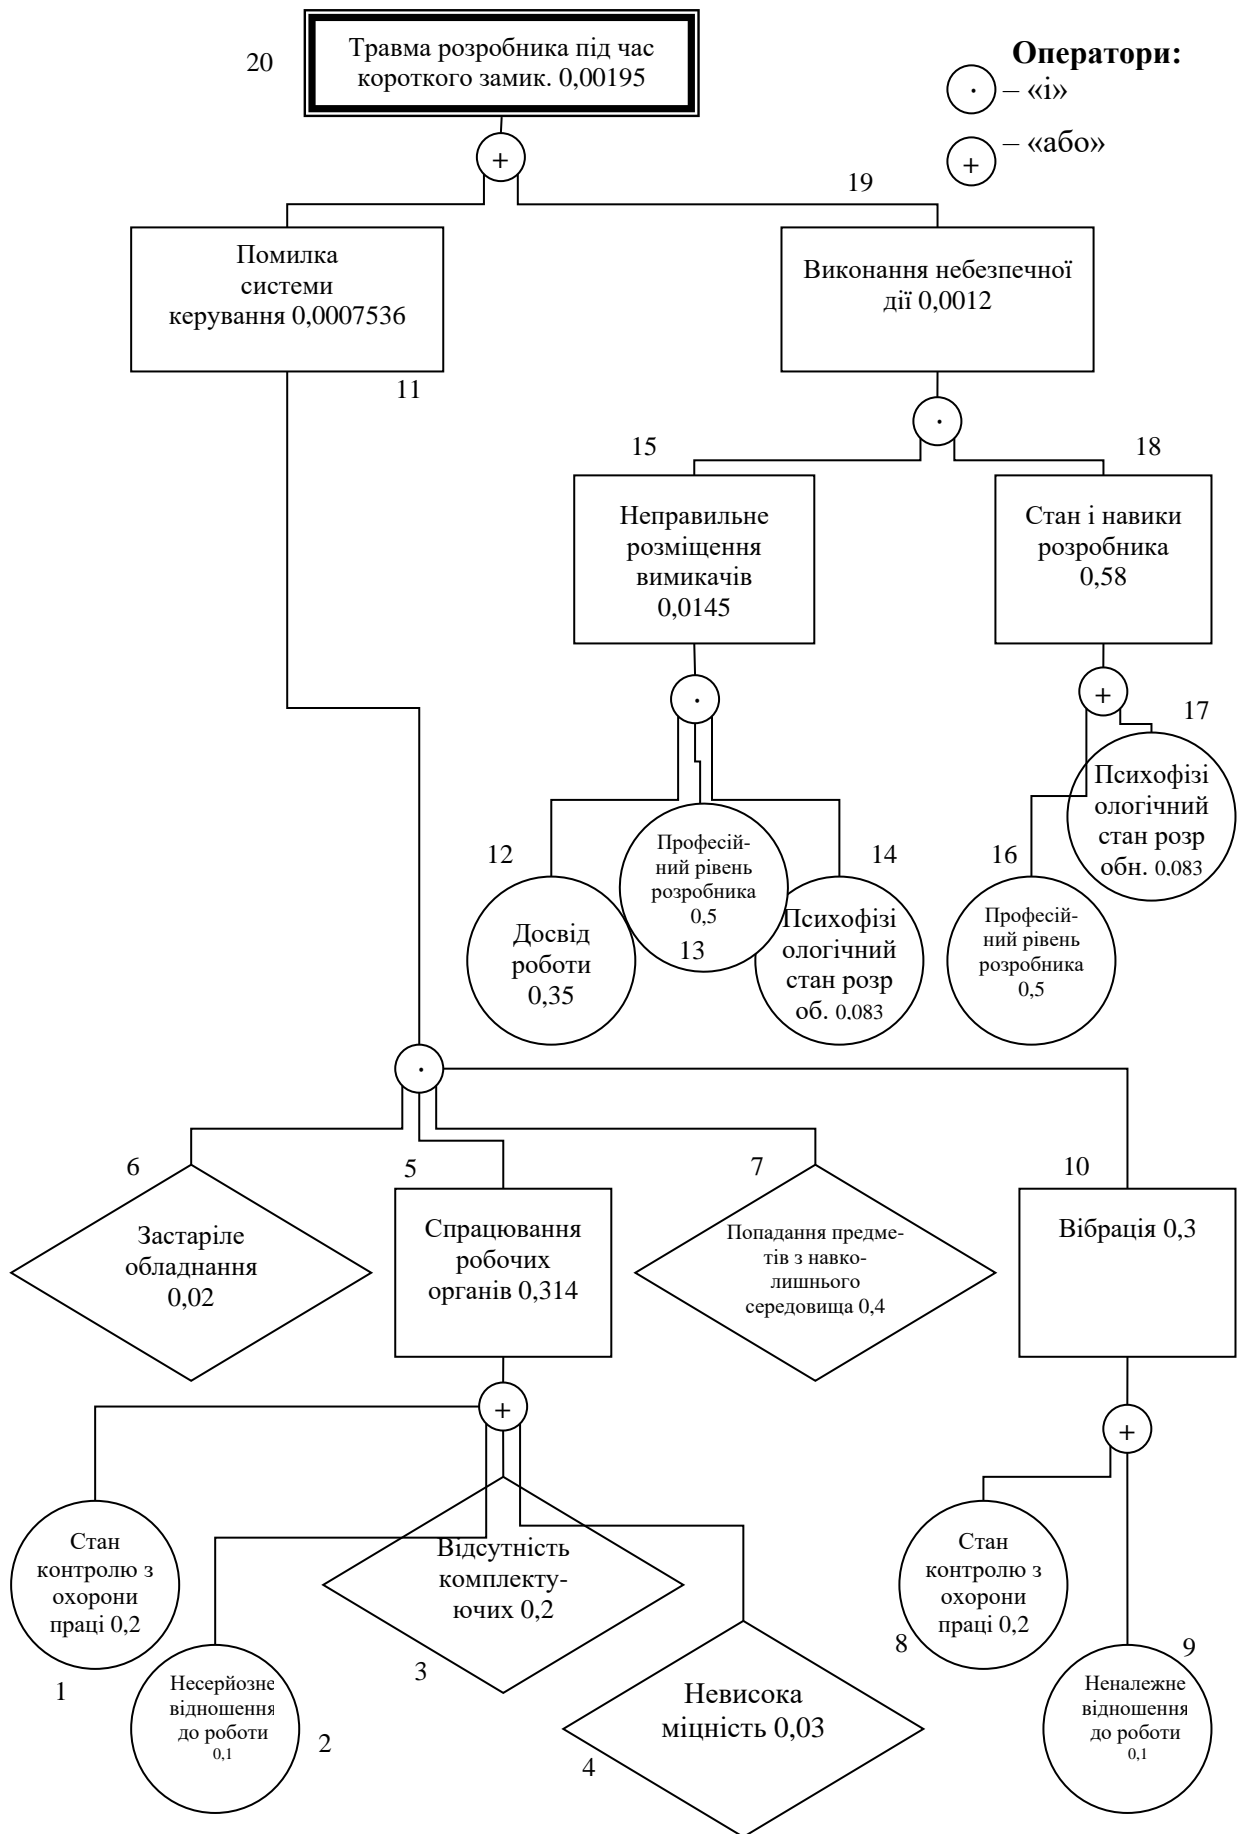 20
Травма розробника під час
короткого замик. 0,00195
Оператори:
· – «і»
+ – «або»
+
19
Помилка
системи
керування 0,0007536
11
Виконання небезпечної
дії 0,0012
·
15
18
Неправильне
розміщення
вимикачів
0,0145
Стан і навики
розробника
0,58
·
+
17
Психофізі
ологічний
стан розр
обн. 0,083
12
Досвід
роботи
0,35
Професій-
ний рівень
розробника
0,5
13
14
Психофізі
ологічний
стан розр
об. 0,083
16
Професій-
ний рівень
розробника
0,5
·
6
Застаріле
обладнання
0,02
5
Спрацювання
робочих
органів 0,314
7
Попадання предме-
тів з навко-
лишнього
середовища 0,4
10
Вібрація 0,3
+
+
Стан
контролю з
охорони
праці 0,2
1
Несерйозне
відношення
до роботи
0,1
2
Відсутність
комплекту-
ючих 0,2
3
Невисока
міцність 0,03
4
Стан
контролю з
охорони
праці 0,2
8
9
Неналежне
відношення
до роботи
0,1